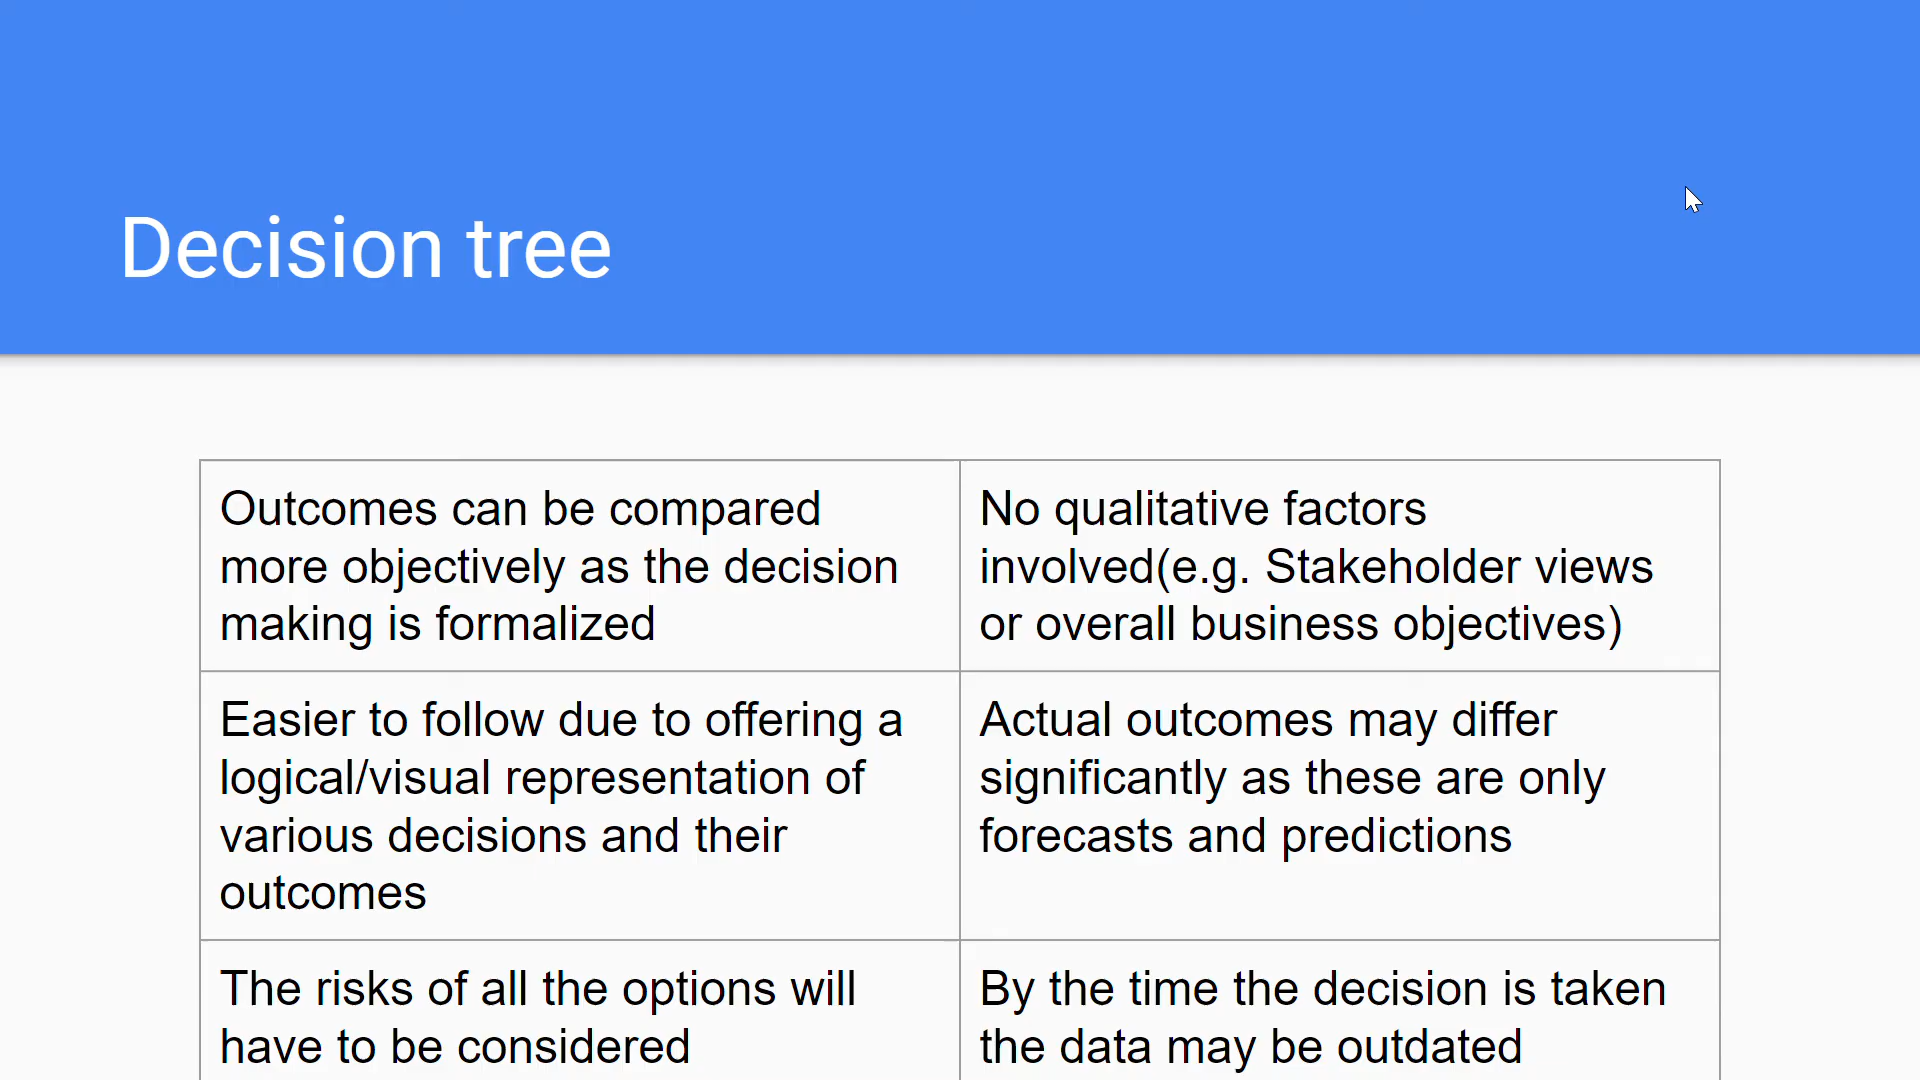 Decision tree
Outcomes can be compared
more objectively as the decision
making is formalized
No qualitative factors
involved(e.g. Stakeholder views
or overall business objectives)
Easier to follow due to offering a
logical/visual representation of
various decisions and their
outcomes
Actual outcomes may differ
significantly as these are only
forecasts and predictions
The risks of all the options will
have to be considered
By the time the decision is taken
the data may be outdated